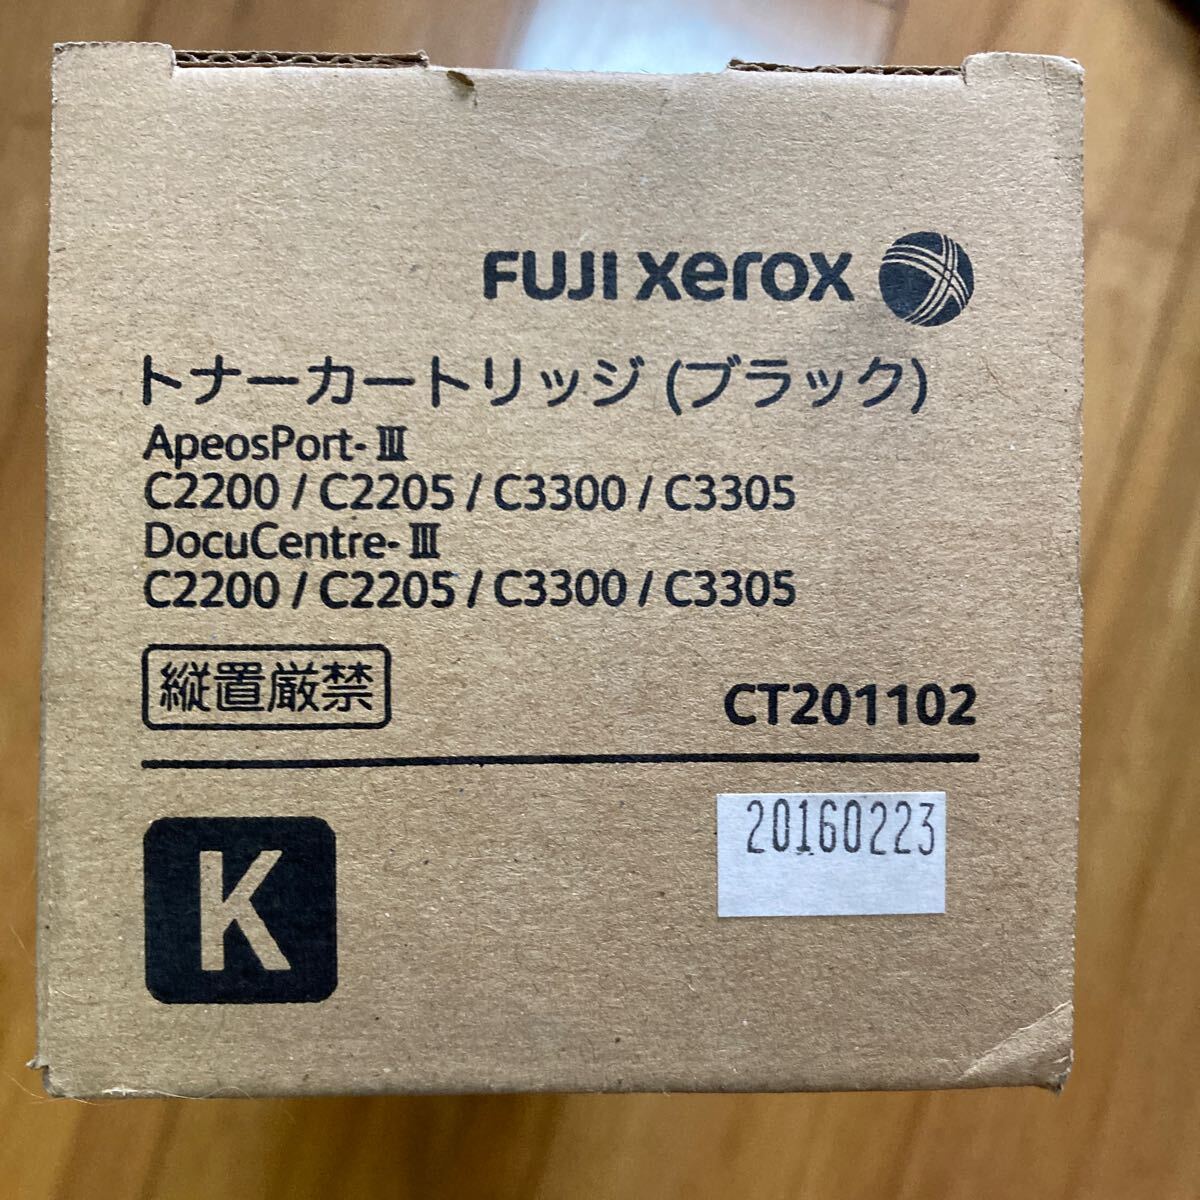 FUJI xerox
トナーカートリッジ (ブラック)
ApeosPort-Ⅲ
C2200 / C2205 / C3300 / C3305
DocuCentre-Ⅲ
C2200 / C2205 / C3300 / C3305
縦置厳禁
CT201102
20160223
K